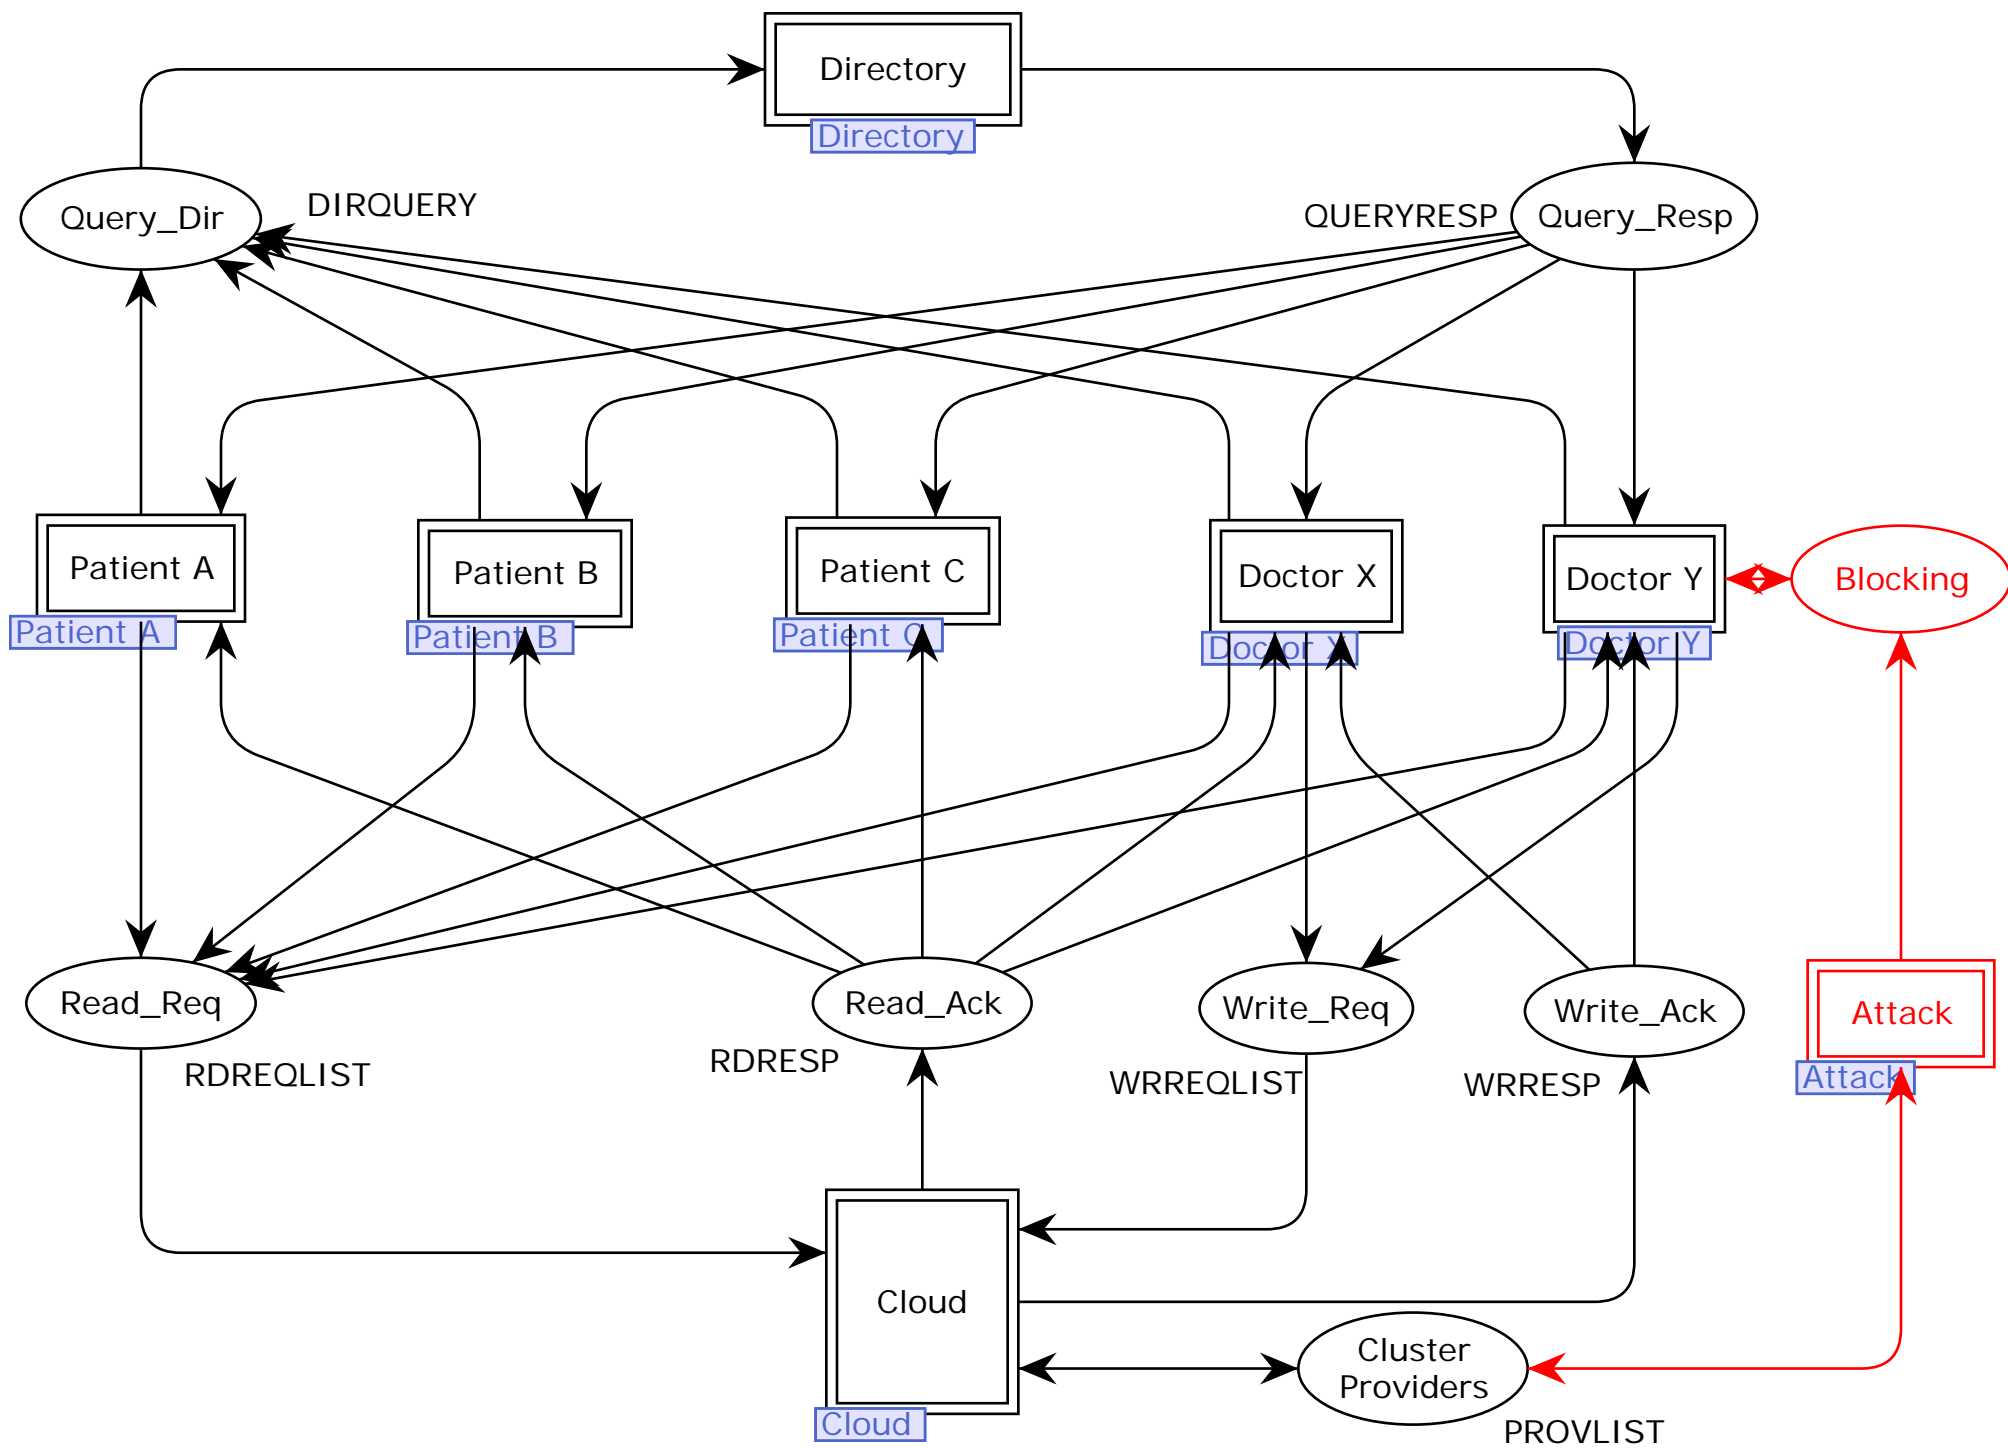 Directory
Directory
Query_Dir
DIRQUERY
QUERYRESP
Query_Resp
Patient A
Patient A
Patient B
Patient B
Patient C
Patient C
Doctor X
Doctor X
Doctor Y
Doctor Y
Blocking
Read_Req
RDREQLIST
Read_Ack
RDRESP
Write_Req
WRREQLIST
Write_Ack
WRRESP
Attack
Attack
Cloud
Cloud
Cluster
Providers
PROVLIST